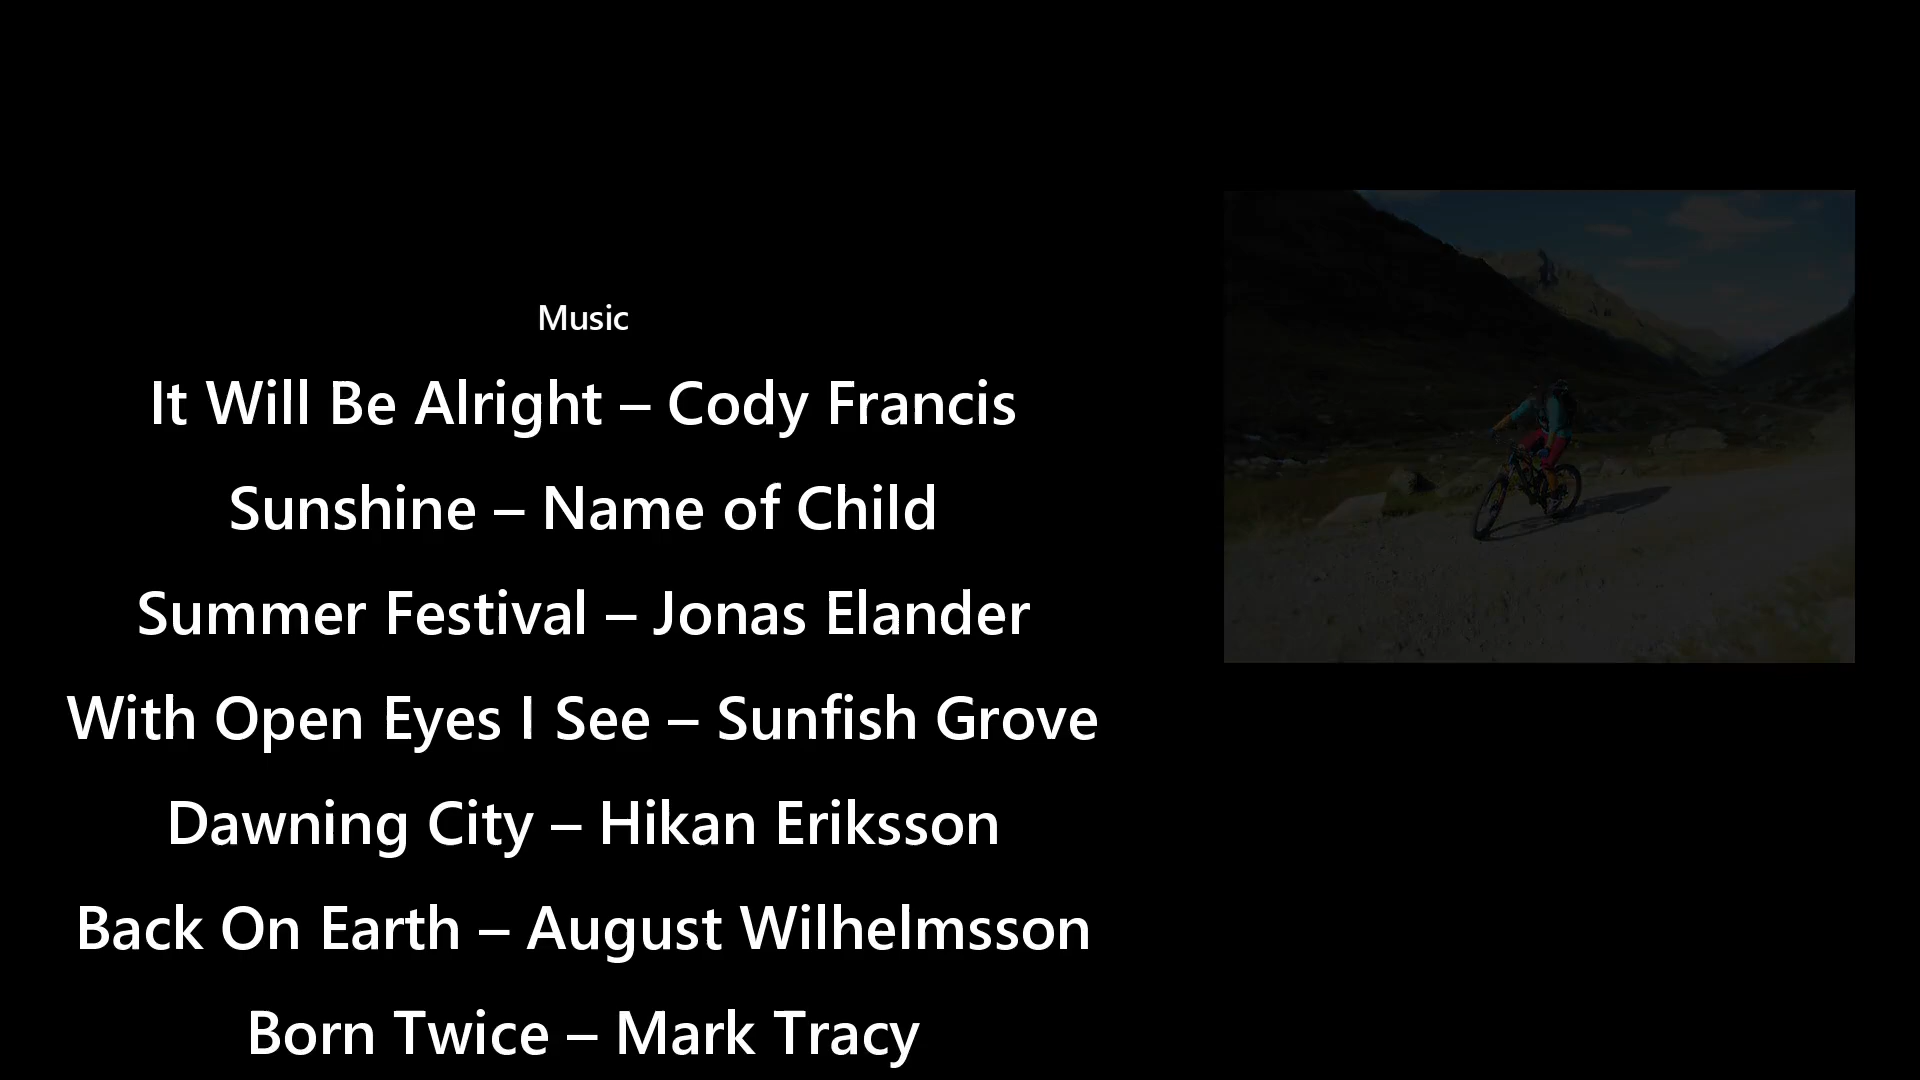 Music
It Will Be Alright – Cody Francis
Sunshine – Name of Child
Summer Festival – Jonas Elander
With Open Eyes I See – Sunfish Grove
Dawning City – Hikan Eriksson
Back On Earth – August Wilhelmsson
Born Twice – Mark Tracy